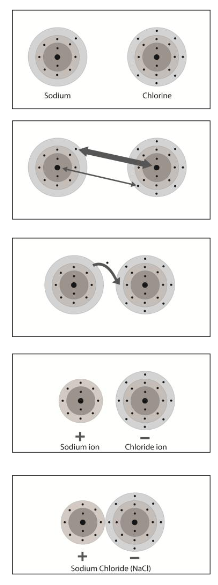 Sodium Chlorine
+ −
Sodium ion Chloride ion
+ −
Sodium Chloride (NaCl)